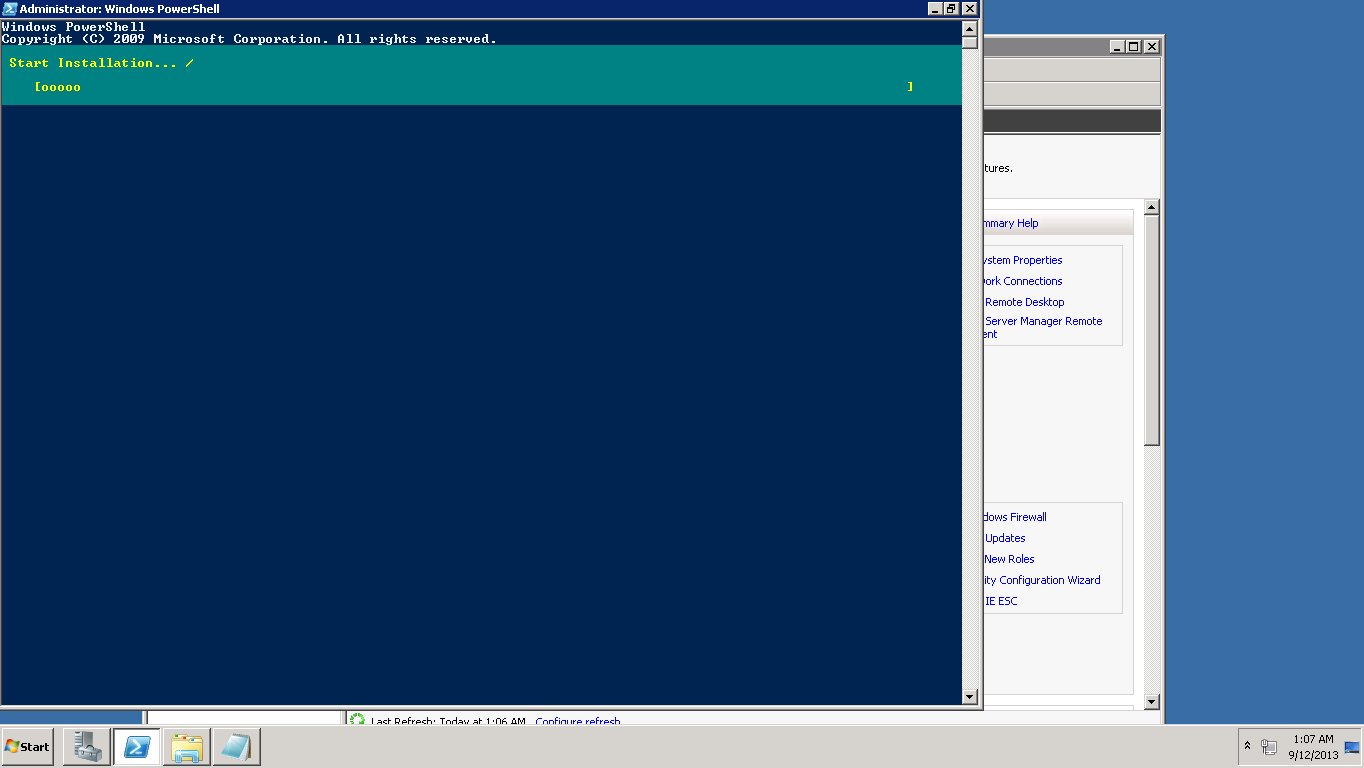 Administrator: Windows PowerShell
Windows PowerShell
Copyright (C) 2009 Microsoft Corporation. All rights reserved.
Start Installation... /
[ooooo ]
tures.
mmary Help
ystem Properties
ork Connections
Remote Desktop
Server Manager Remote
ent
dows Firewall
Updates
New Roles
ity Configuration Wizard
IE ESC
Last Refresh: Today at 1:06 AM Configure refresh
Start
1:07 AM
9/12/2013